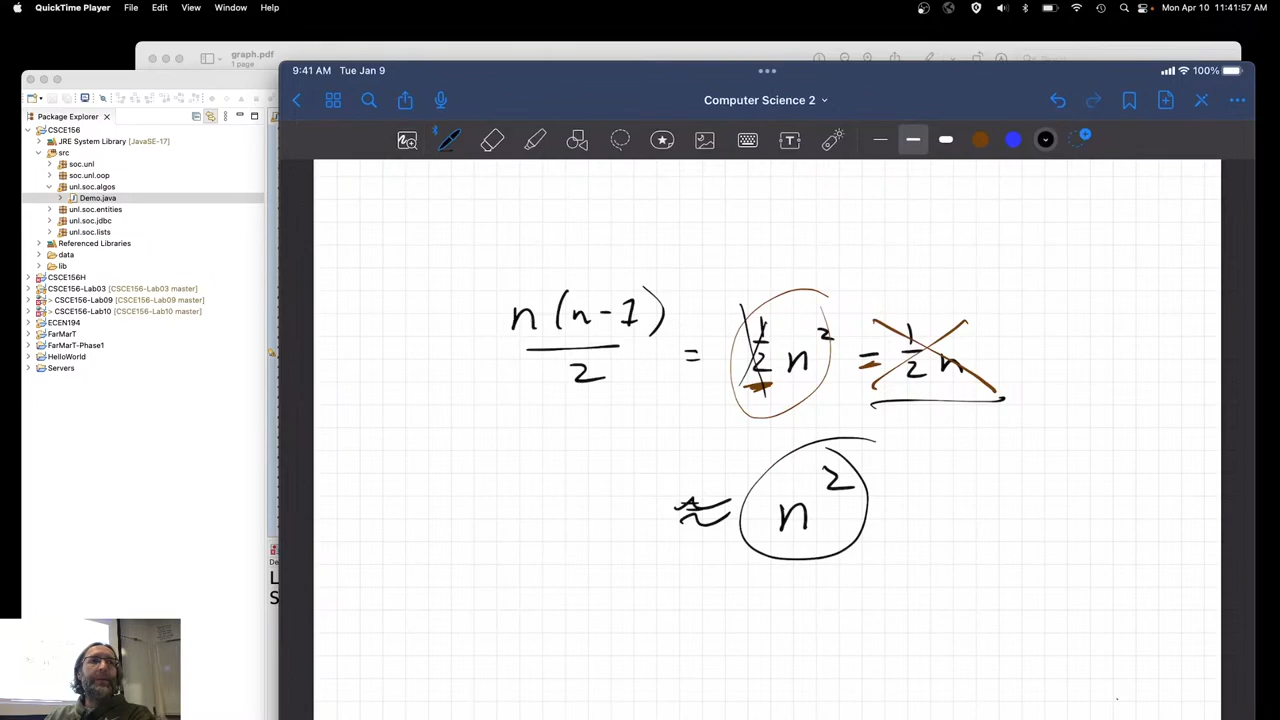 QuickTime Player File Edit View Window Help Mon Apr 10 11:41:57
graph.pdf
1 page
9:41 AM Tue Jan 9 100%
Computer Science 2
Package Explorer
CSCE156
JRE System Library [JavaSE-17]
src
soc.unl
soc.unl.oop
unl.soc.algos
Demo.java
unl.soc.entities
unl.soc.jdbc
unl.soc.lists
Referenced Libraries
data
lib
CSCE156H
CSCE156-Lab03 [CSCE156-Lab03 master]
> CSCE156-Lab09 [CSCE156-Lab09 master]
> CSCE156-Lab10 [CSCE156-Lab10 master]
ECEN194
FarMarT
FarMarT-Phase1
HelloWorld
Servers
n(n-1)/2 = 1/2 n² = 1/2 n
≈ n²
De
L
S